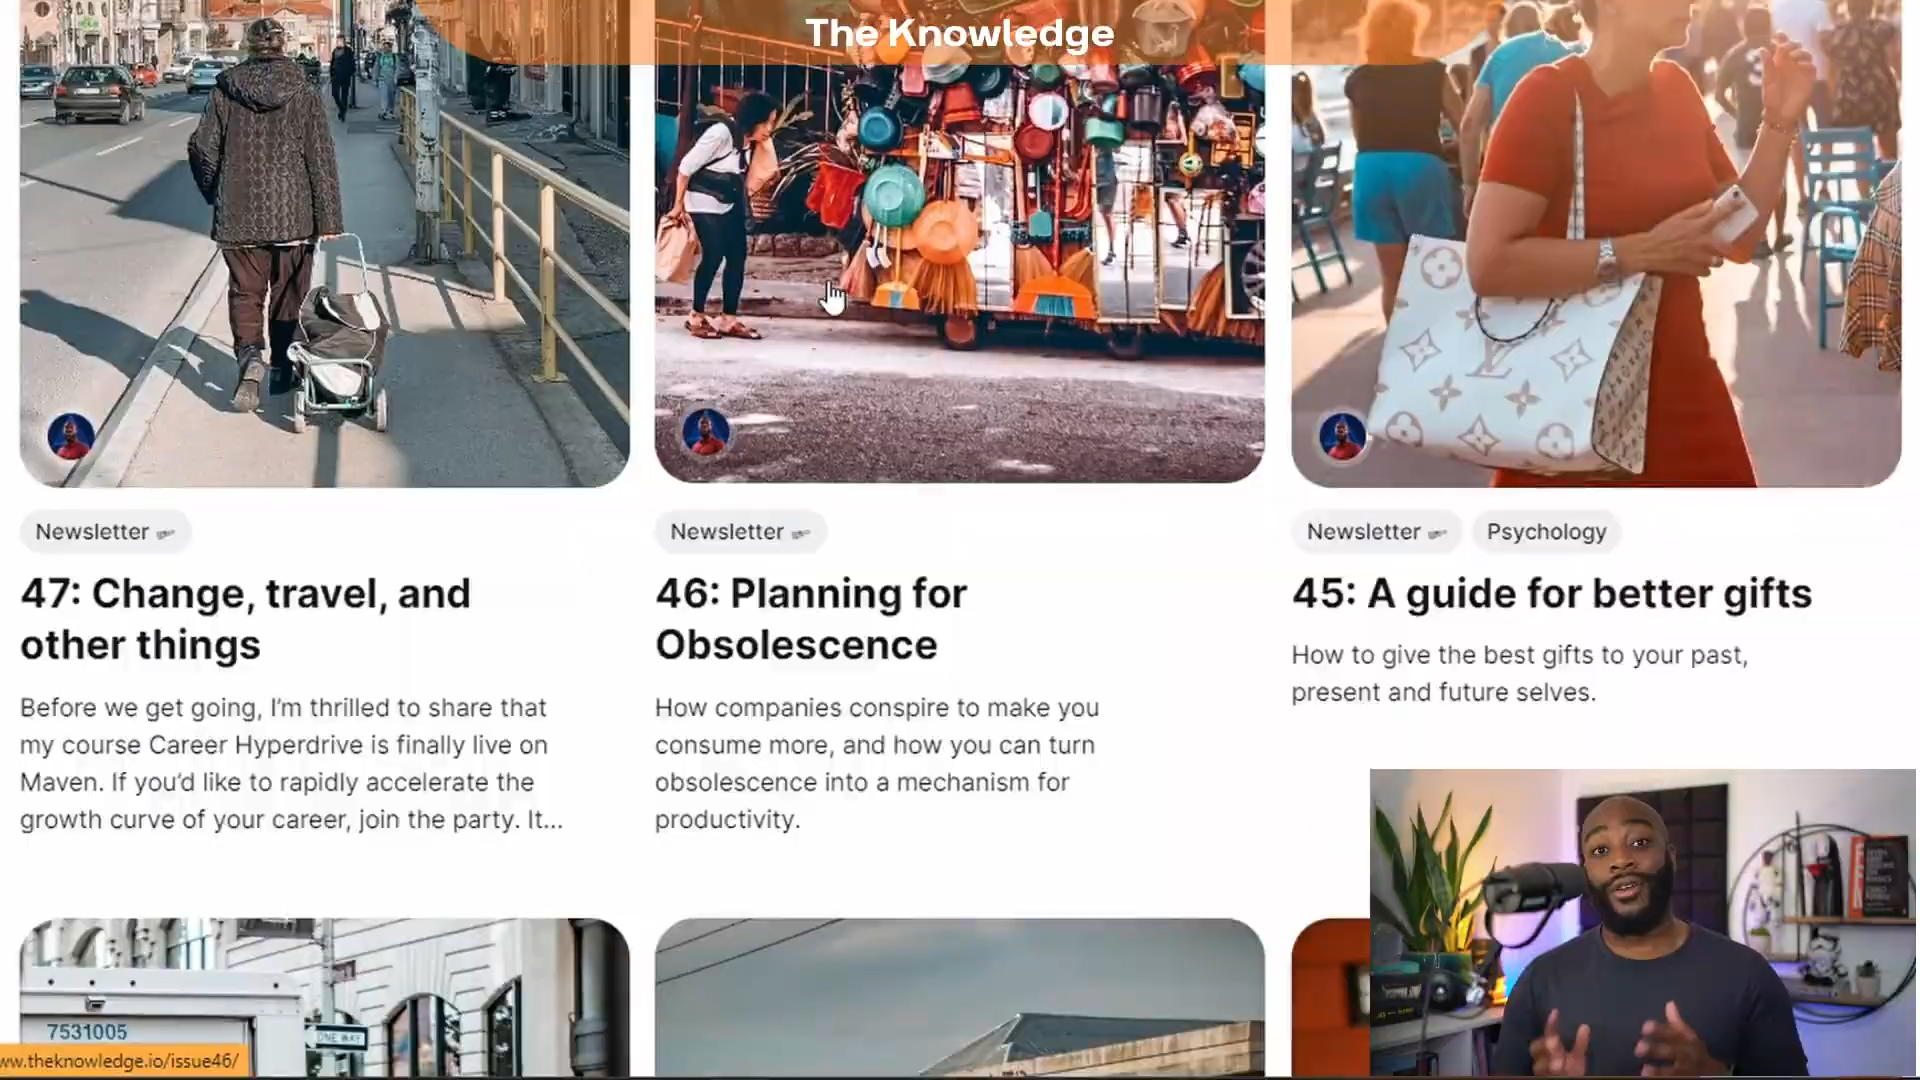 The Knowledge
Newsletter
47: Change, travel, and
other things
Before we get going, I'm thrilled to share that
my course Career Hyperdrive is finally live on
Maven. If you'd like to rapidly accelerate the
growth curve of your career, join the party. It...
Newsletter
46: Planning for
Obsolescence
How companies conspire to make you
consume more, and how you can turn
obsolescence into a mechanism for
productivity.
Newsletter
Psychology
45: A guide for better gifts
How to give the best gifts to your past,
present and future selves.
7531005
ONE WAY
ww.theknowledge.io/issue46/